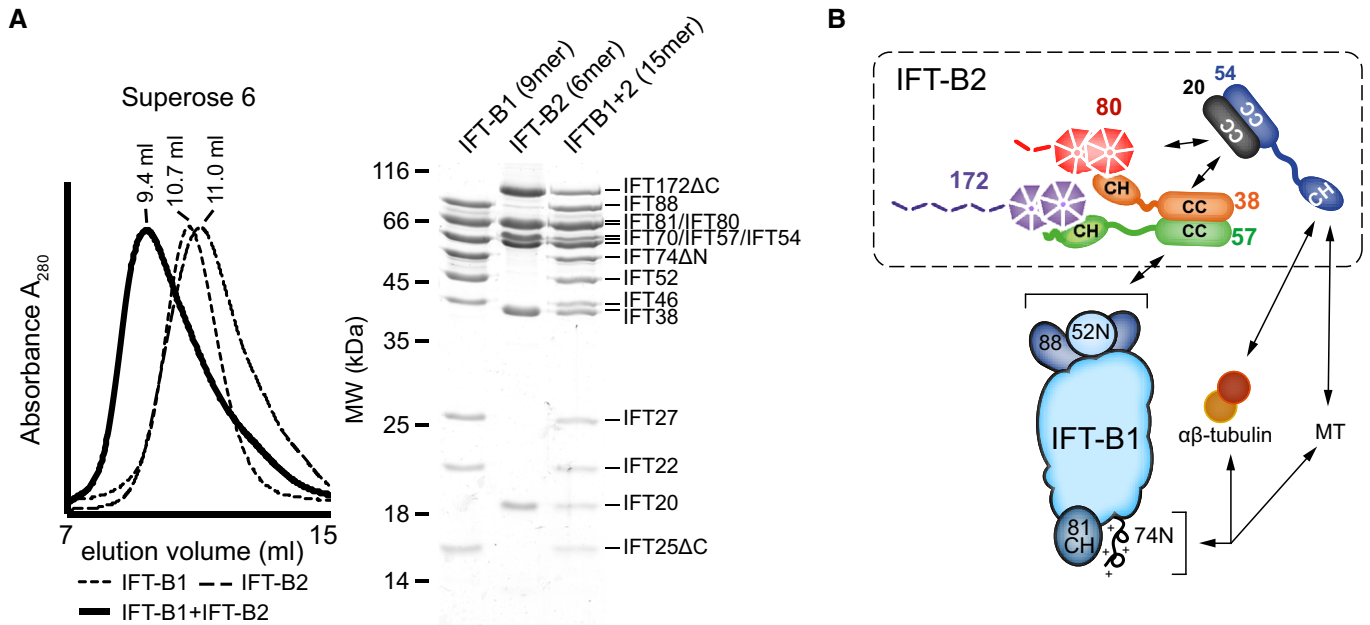 A
Superose 6
9.4 ml
10.7 ml
11.0 ml
Absorbance A280
7
15
elution volume (ml)
IFT-B1
IFT-B2
IFT-B1+IFT-B2
IFT-B1 (9mer)
IFT-B2 (6mer)
IFTB1+2 (15mer)
MW (kDa)
116
66
45
35
25
18
14
IFT172ΔC
IFT88
IFT81/IFT80
IFT70/IFT57/IFT54
IFT74ΔN
IFT52
IFT46
IFT38
IFT27
IFT22
IFT20
IFT25ΔC
B
IFT-B2
54
20
CC
CC
80
CH
172
CH
CC
38
CC
57
CH
88
52N
IFT-B1
αβ-tubulin
MT
81
CH
74N
+
+
+
+